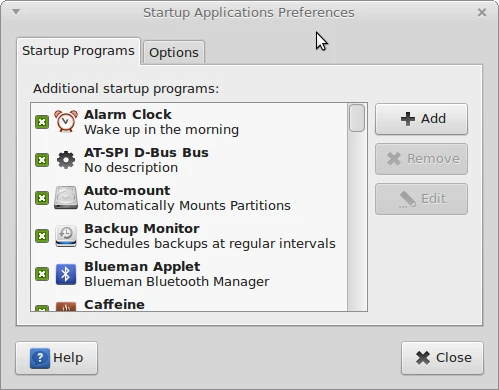 Startup Applications Preferences
Startup Programs
Options
Additional startup programs:
Alarm Clock
Wake up in the morning
AT-SPI D-Bus Bus
No description
Auto-mount
Automatically Mounts Partitions
Backup Monitor
Schedules backups at regular intervals
Blueman Applet
Blueman Bluetooth Manager
Caffeine
Add
Remove
Edit
Help
Close